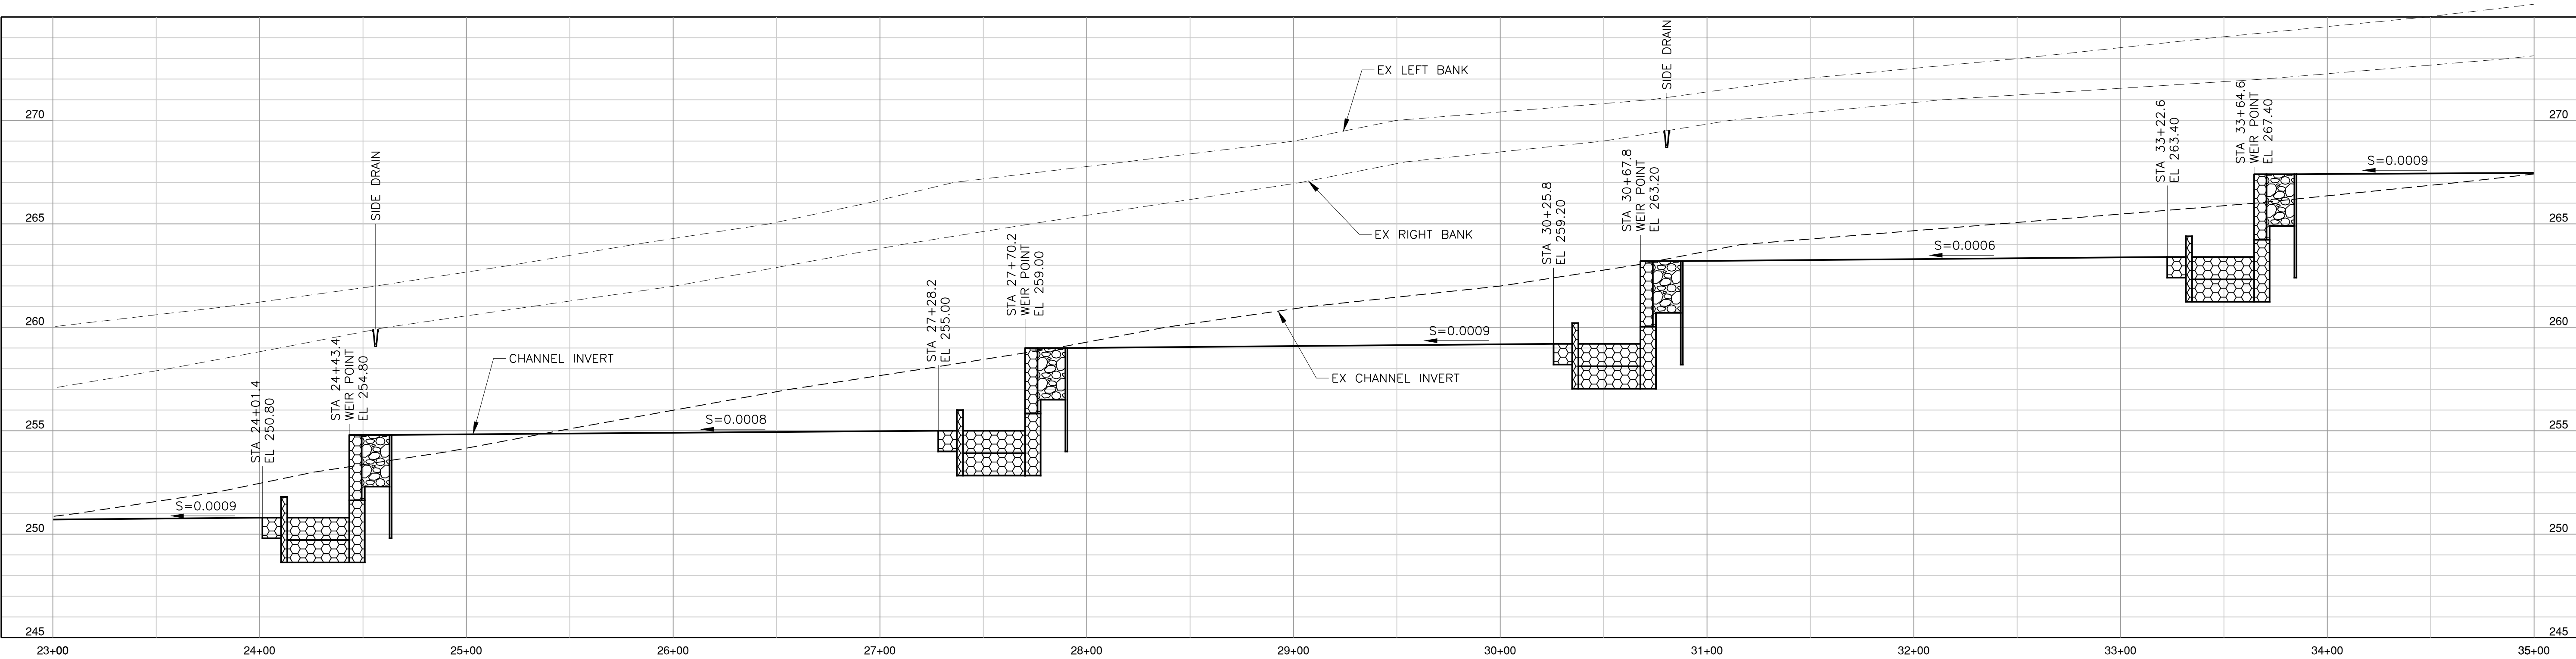 SIDE DRAIN
EX LEFT BANK
SIDE DRAIN
EX RIGHT BANK
EX CHANNEL INVERT
CHANNEL INVERT
STA 24+01.4
EL 250.80
STA 24+43.4
WEIR POINT
EL 254.80
STA 27+28.2
EL 255.00
STA 27+70.2
WEIR POINT
EL 259.00
STA 30+25.8
EL 259.20
STA 30+67.8
WEIR POINT
EL 263.20
STA 33+22.6
EL 263.40
STA 33+64.6
WEIR POINT
EL 267.40
S=0.0009
S=0.0008
S=0.0009
S=0.0006
S=0.0009
270
265
260
255
250
245
270
265
260
255
250
245
23+00
24+00
25+00
26+00
27+00
28+00
29+00
30+00
31+00
32+00
33+00
34+00
35+00